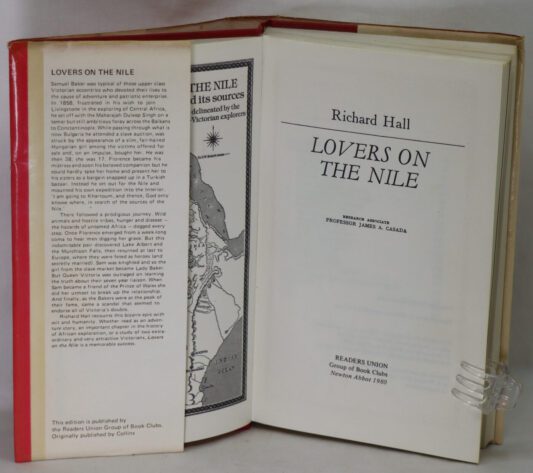 LOVERS ON THE NILE
Samuel Baker was typical of those upper class
Victorian eccentrics who devoted their lives to
the cause of adventure and patriotic enterprise.
In 1858, frustrated in his wish to join
Livingstone in the exploring of Central Africa,
he set off with the Maharajah Duleep Singh on a
tamer but still ambitious foray across the Balkans
to Constantinople. While passing through what is
now Bulgaria he attended a slave auction, was
struck by the appearance of a slim, fair-haired
Hungarian girl among the victims offered for
sale and, on an impulse, bought her. He was
then 38; she was 17. Florence became his
mistress and soon his beloved companion but he
could hardly take her home and present her to
his sisters as a bargain snapped up in a Turkish
bazaar. Instead he set out for the Nile and
mounted his own expedition into the interior.
'I am going to Khartoum, and thence, God only
knows where, in search of the sources of the
Nile.'
There followed a prodigious journey. Wild
animals and hostile tribes, hunger and disease —
the hazards of untamed Africa — dogged every
step. Once Florence emerged from a week-long
coma to hear men digging her grave. But this
indomitable pair discovered Lake Albert and
the Murchison Falls, then returned at last to
Europe, where they were feted as heroes (and
secretly married). Sam was knighted and so the
girl from the slave market became Lady Baker.
But Queen Victoria was outraged on learning
the truth about their seven year liaison. When
Sam became a friend of the Prince of Wales she
did her utmost to break up the relationship.
And finally, as the Bakers were at the peak of
their fame, came a scandal that seemed to
endorse all of Victoria's doubts.
Richard Hall recounts this bizarre epic with
wit and humanity. Whether read as an adven-
ture story, an important chapter in the history
of African exploration, or a study of two extra-
ordinary and very attractive Victorians, Lovers
on the Nile is a memorable success.
This edition is published by
the Readers Union Group of Book Clubs.
Originally published by Collins
THE NILE
d its sources
delineated by the
Victorian explorers
Richard Hall
LOVERS ON
THE NILE
RESEARCH ASSOCIATE
PROFESSOR JAMES A. CASADA
READERS UNION
Group of Book Clubs
Newton Abbot 1980